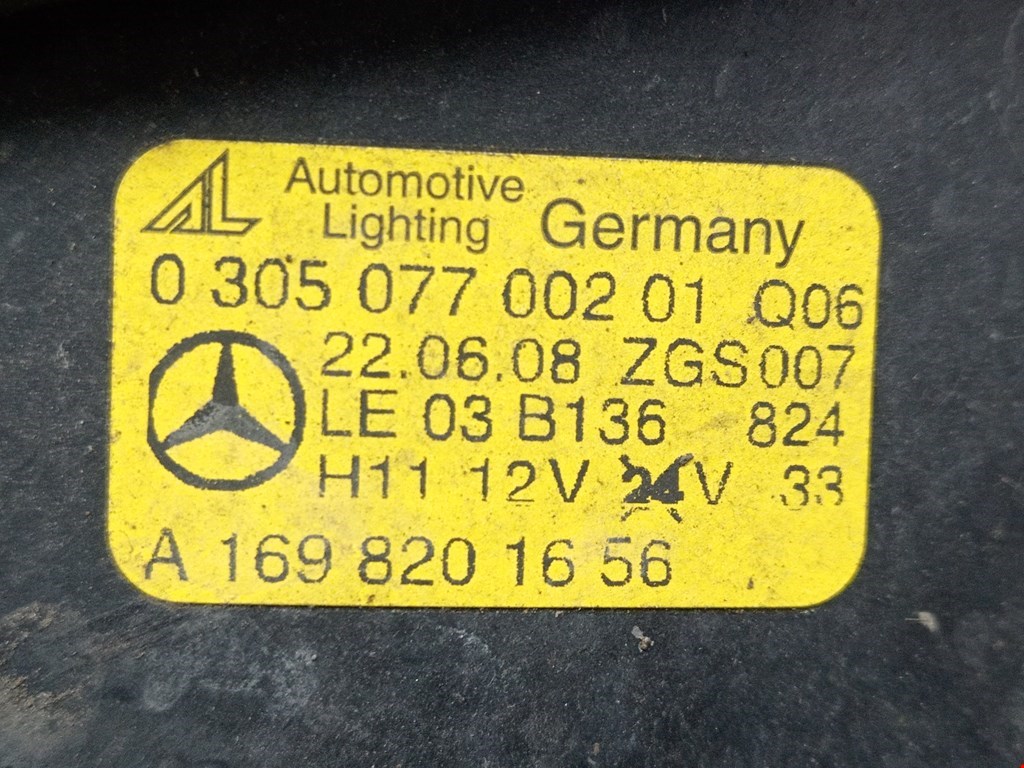 AL Automotive
Lighting Germany
0 305 077 002 01 Q06
22.06.08 ZGS007
LE 03 B136 824
H11 12V 24V 33
A 169 820 16 56